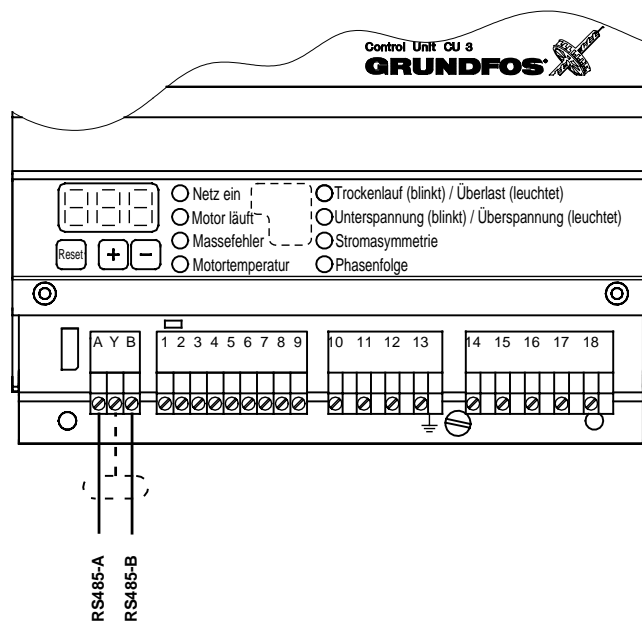 Control Unit CU 3
GRUNDFOS®
Netz ein
Motor läuft
Massefehler
Motortemperatur
Trockenlauf (blinkt) / Überlast (leuchtet)
Unterspannung (blinkt) / Überspannung (leuchtet)
Stromasymmetrie
Phasenfolge
Reset + −
A Y B 1 2 3 4 5 6 7 8 9 10 11 12 13 14 15 16 17 18
RS485-A
RS485-B